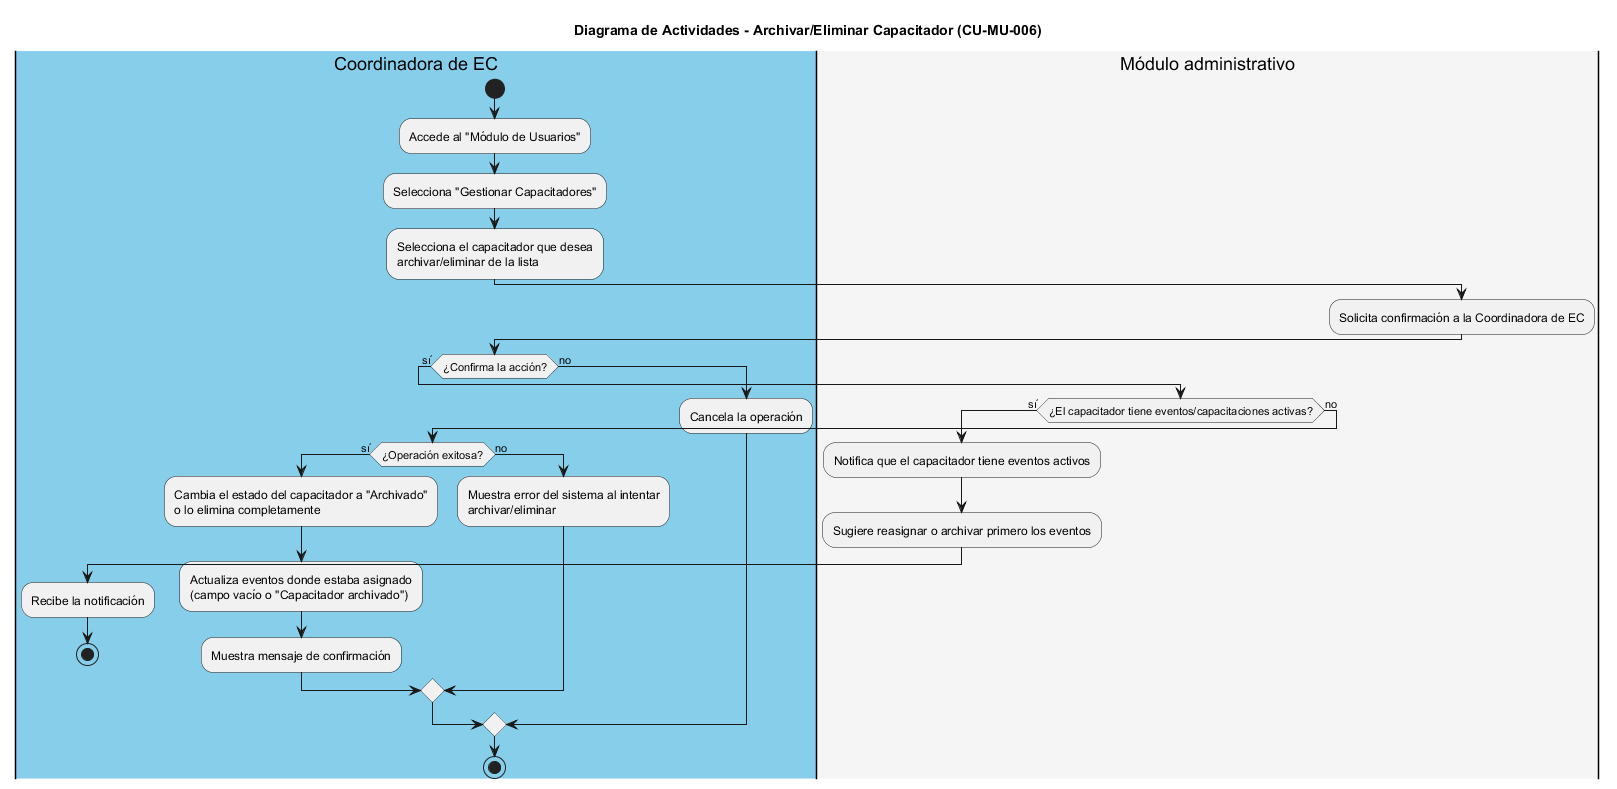 Diagrama de Actividades - Archivar/Eliminar Capacitador (CU-MU-006)
Coordinadora de EC
Módulo administrativo
Accede al "Módulo de Usuarios"
Selecciona "Gestionar Capacitadores"
Selecciona el capacitador que desea
archivar/eliminar de la lista
Solicita confirmación a la Coordinadora de EC
sí
¿Confirma la acción?
no
Cancela la operación
sí
¿El capacitador tiene eventos/capacitaciones activas?
no
sí
¿Operación exitosa?
no
Notifica que el capacitador tiene eventos activos
Cambia el estado del capacitador a "Archivado"
o lo elimina completamente
Muestra error del sistema al intentar
archivar/eliminar
Sugiere reasignar o archivar primero los eventos
Recibe la notificación
Actualiza eventos donde estaba asignado
(campo vacío o "Capacitador archivado")
Muestra mensaje de confirmación